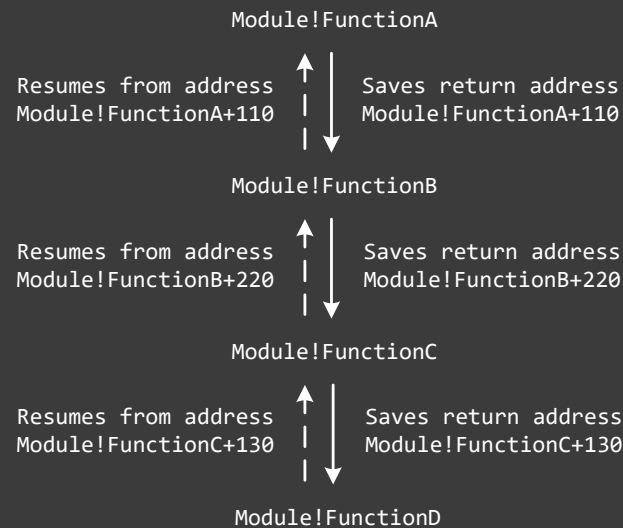 Module!FunctionA
Resumes from address
Module!FunctionA+110
Saves return address
Module!FunctionA+110
Module!FunctionB
Resumes from address
Module!FunctionB+220
Saves return address
Module!FunctionB+220
Module!FunctionC
Resumes from address
Module!FunctionC+130
Saves return address
Module!FunctionC+130
Module!FunctionD